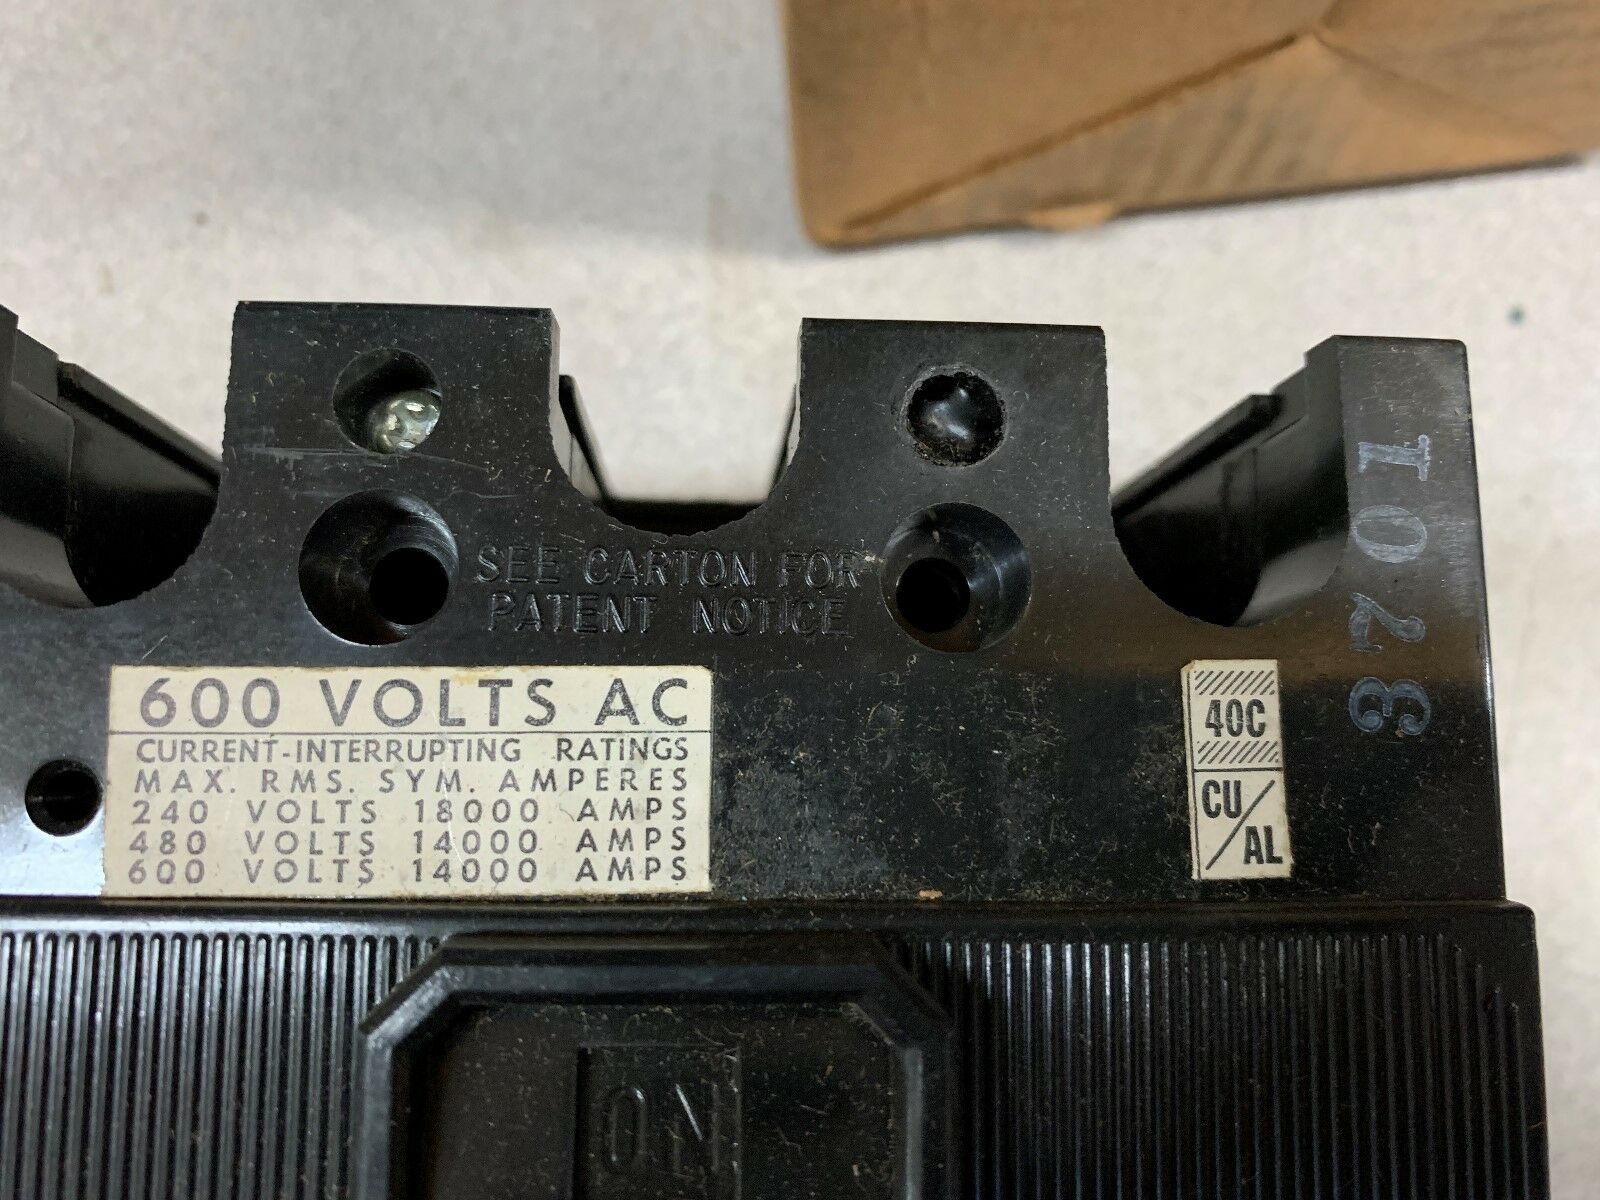 SEE CARTON FOR
PATENT NOTICE
600 VOLTS AC
CURRENT-INTERRUPTING RATINGS
MAX. RMS. SYM. AMPERES
240 VOLTS 18000 AMPS
480 VOLTS 14000 AMPS
600 VOLTS 14000 AMPS
40C
CU/AL
1023
ON